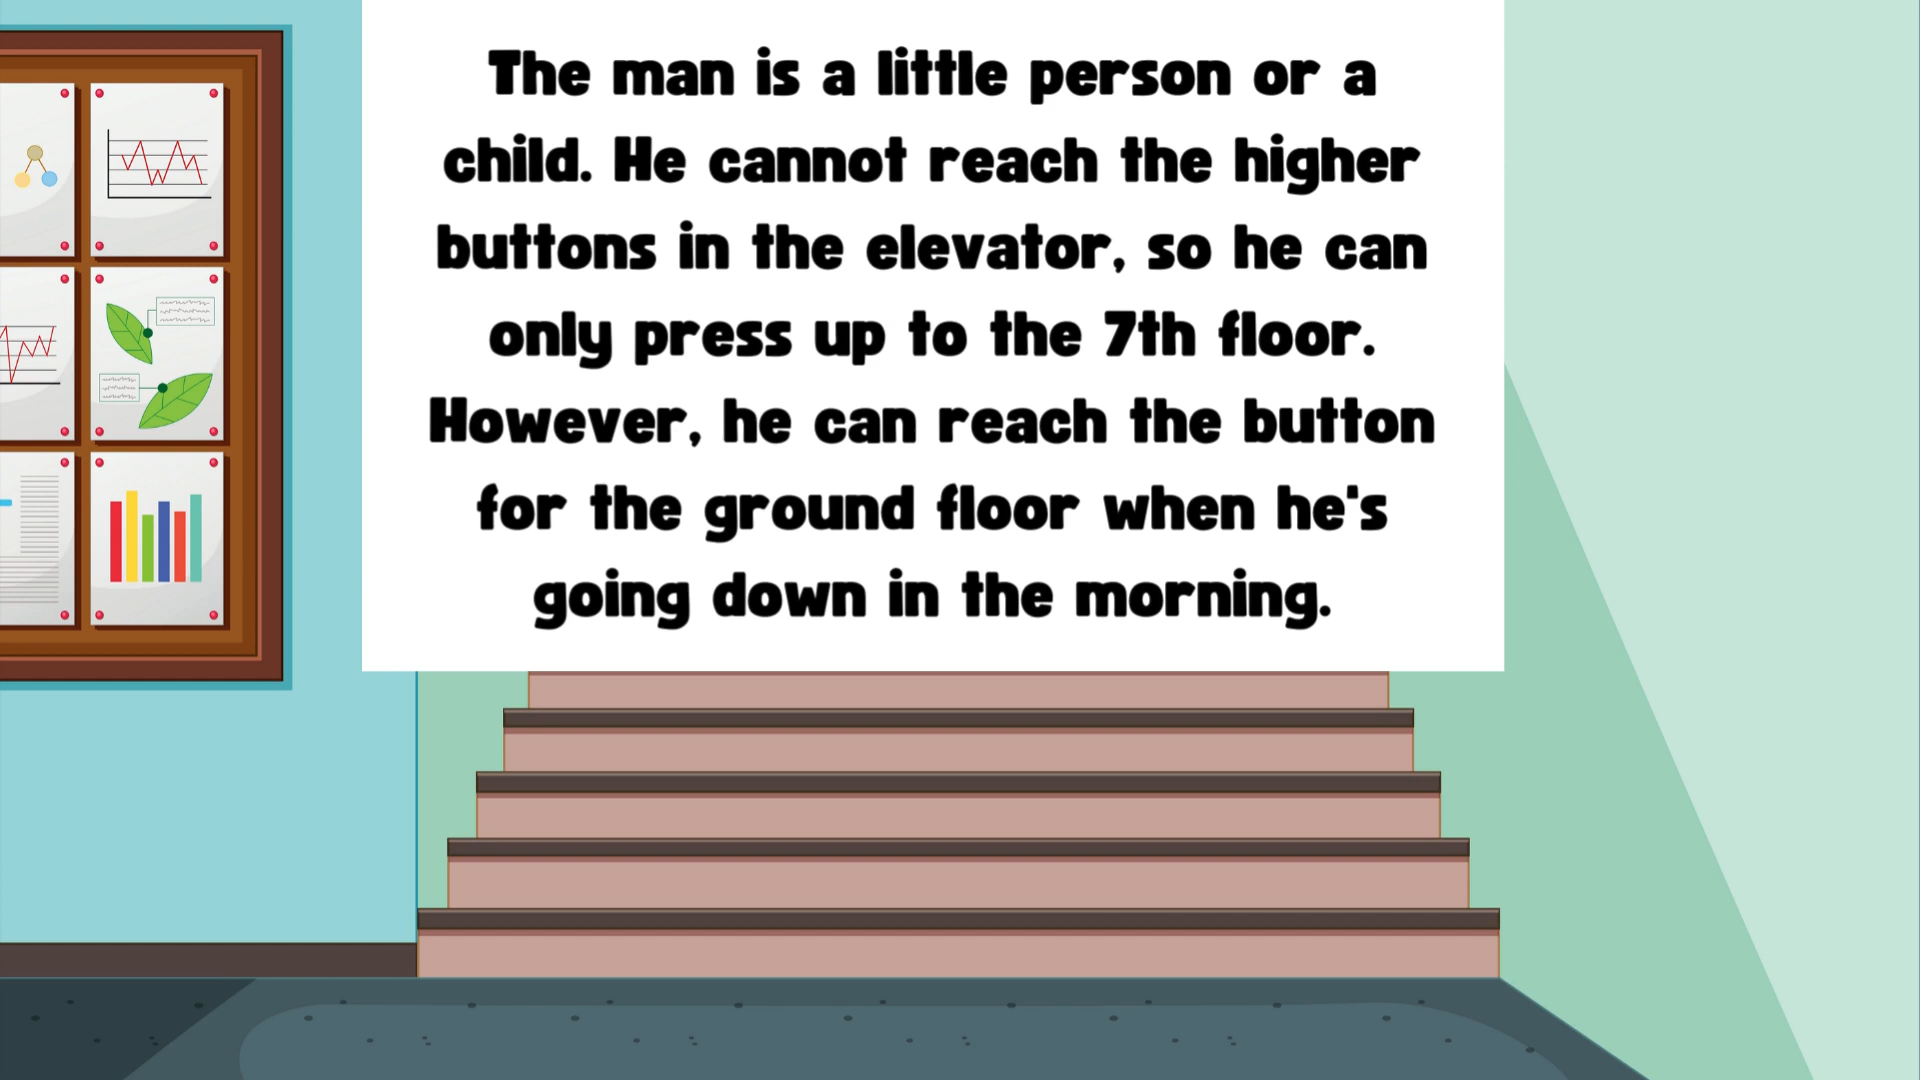 The man is a little person or a
child. He cannot reach the higher
buttons in the elevator, so he can
only press up to the 7th floor.
However, he can reach the button
for the ground floor when he's
going down in the morning.